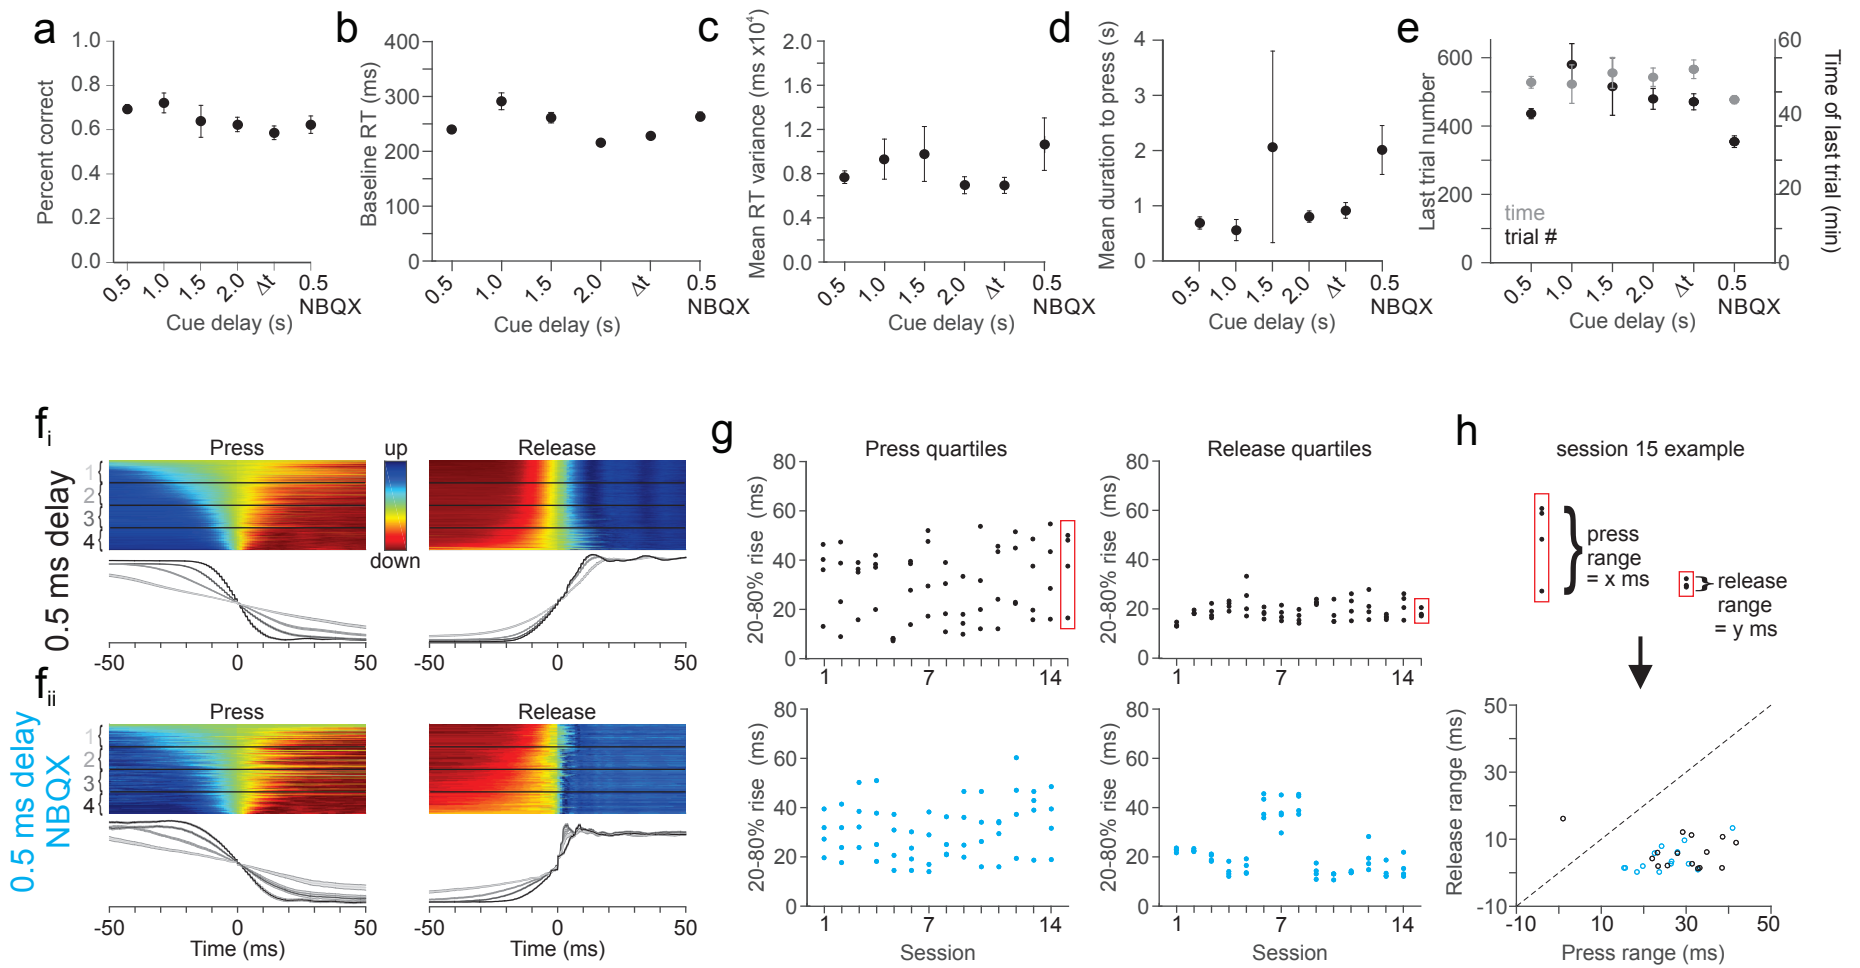 a
Percent correct
1.0
0.8
0.6
0.4
0.2
0.0
0.5
1.0
1.5
2.0
Δt
0.5
NBQX
Cue delay (s)
b
Baseline RT (ms)
400
300
200
100
0
0.5
1.0
1.5
2.0
Δt
0.5
NBQX
Cue delay (s)
c
Mean RT variance (ms x10⁴)
2.0
1.6
1.2
0.8
0.4
0.0
0.5
1.0
1.5
2.0
Δt
0.5
NBQX
Cue delay (s)
d
Mean duration to press (s)
4
3
2
1
0
0.5
1.0
1.5
2.0
Δt
0.5
NBQX
Cue delay (s)
e
Last trial number
600
400
200
0
time
trial #
60
40
20
0
Time of last trial (min)
0.5
1.0
1.5
2.0
Δt
0.5
NBQX
Cue delay (s)
fi
0.5 ms delay
Press
1
2
3
4
up
down
Release
-50
0
50
-50
0
50
fii
0.5 ms delay
NBQX
Press
1
2
3
4
Release
-50
0
50
Time (ms)
-50
0
50
Time (ms)
g
Press quartiles
20-80% rise (ms)
80
60
40
20
0
1
7
14
Release quartiles
20-80% rise (ms)
80
60
40
20
0
1
7
14
20-80% rise (ms)
80
60
40
20
0
1
7
14
Session
20-80% rise (ms)
80
60
40
20
0
1
7
14
Session
h
session 15 example
press
range
= x ms
release
range
= y ms
Release range (ms)
50
30
10
-10
-10
10
30
50
Press range (ms)